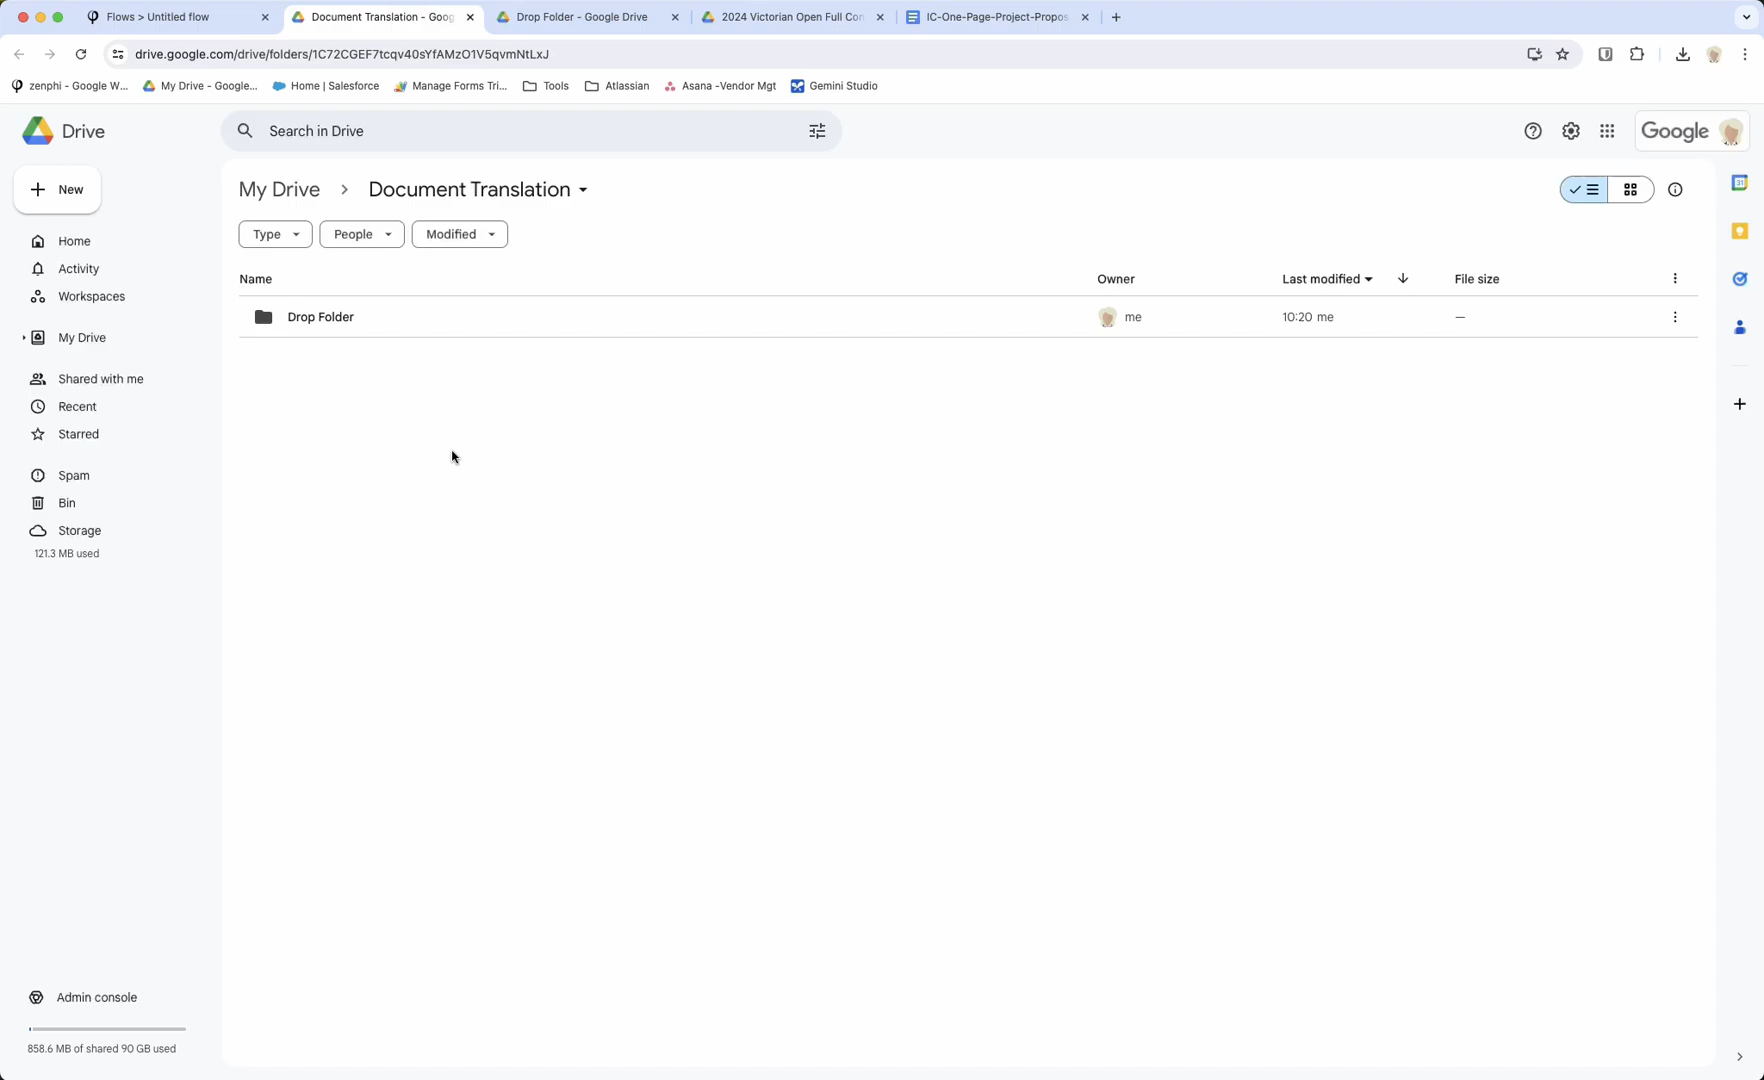 Flows > Untitled flow
Document Translation - Goog
Drop Folder - Google Drive
2024 Victorian Open Full Con
IC-One-Page-Project-Propos
drive.google.com/drive/folders/1C72CGEF7tcqv40sYfAMzO1V5qvmNtLxJ
zenphi - Google W...
My Drive - Google...
Home | Salesforce
Manage Forms Tri...
Tools
Atlassian
Asana -Vendor Mgt
Gemini Studio
Drive
Search in Drive
Google
New
My Drive > Document Translation
Type
People
Modified
Home
Activity
Workspaces
My Drive
Shared with me
Recent
Starred
Spam
Bin
Storage
121.3 MB used
Name
Owner
Last modified
File size
Drop Folder
me
10:20 me
—
31
Admin console
858.6 MB of shared 90 GB used